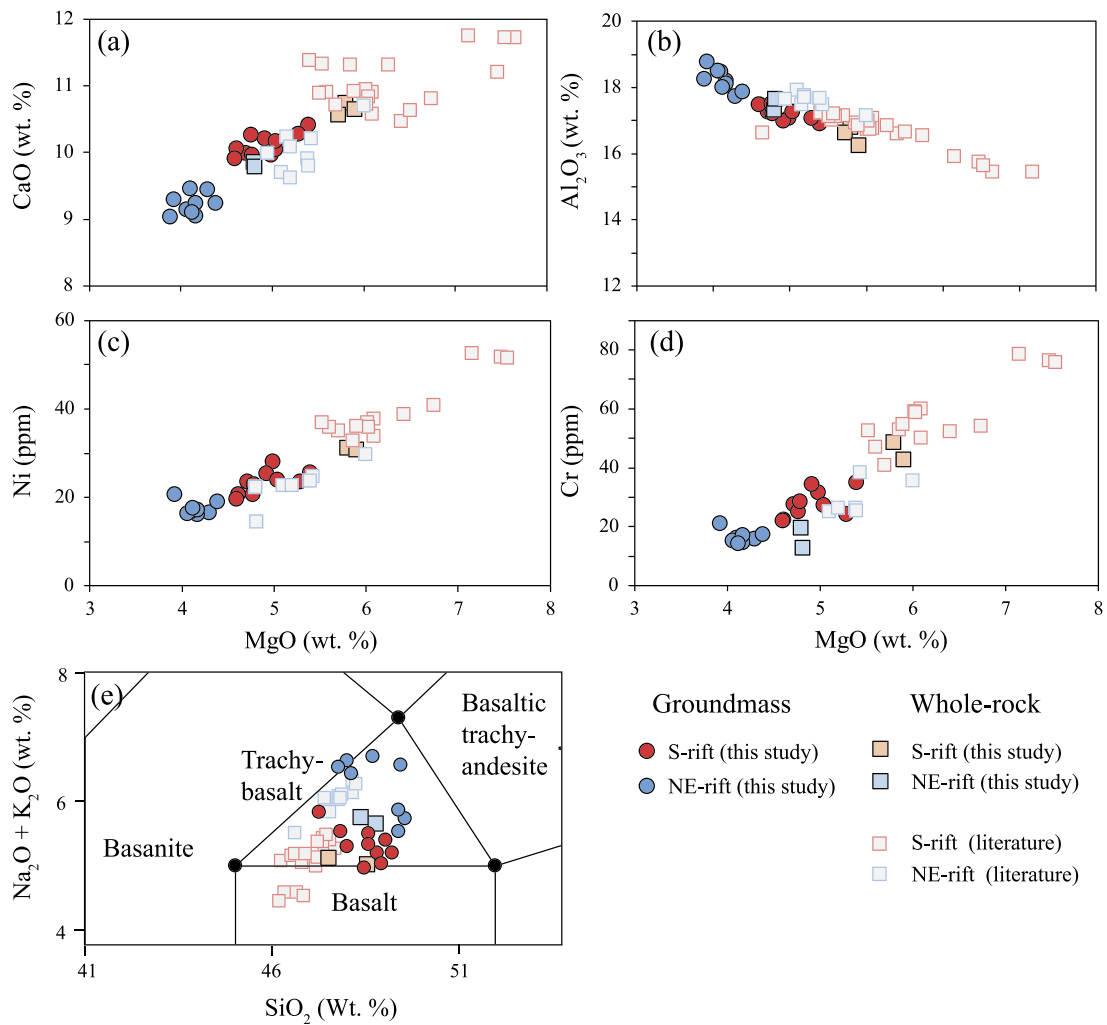 (a)
12
11
10
9
8
CaO (wt. %)
(b)
20
18
16
14
12
Al₂O₃ (wt. %)
(c)
60
40
20
0
Ni (ppm)
3 4 5 6 7 8
MgO (wt. %)
(d)
80
60
40
20
0
Cr (ppm)
3 4 5 6 7 8
MgO (wt. %)
(e)
8
6
4
Na₂O + K₂O (wt. %)
Trachy-
basalt
Basaltic
trachy-
andesite
Basanite
Basalt
41 46 51
SiO₂ (Wt. %)
Groundmass
S-rift (this study)
NE-rift (this study)
Whole-rock
S-rift (this study)
NE-rift (this study)
S-rift (literature)
NE-rift (literature)